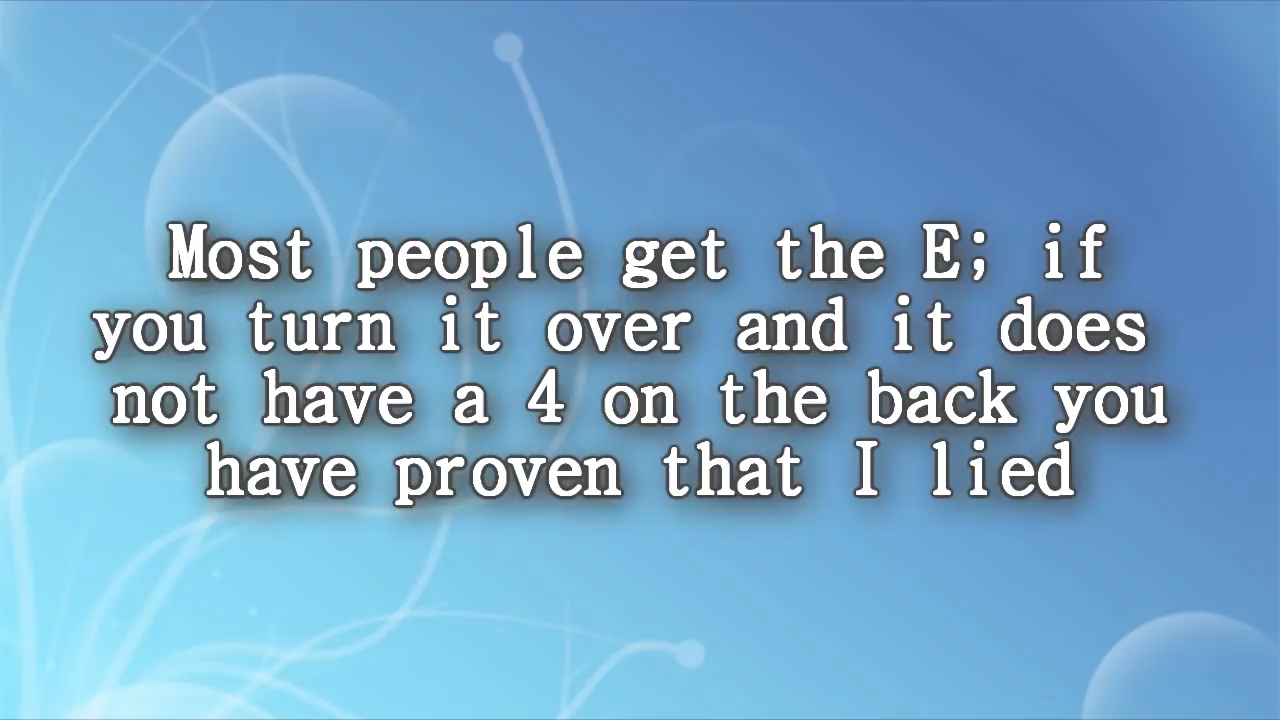 Most people get the E; if
you turn it over and it does
not have a 4 on the back you
have proven that I lied